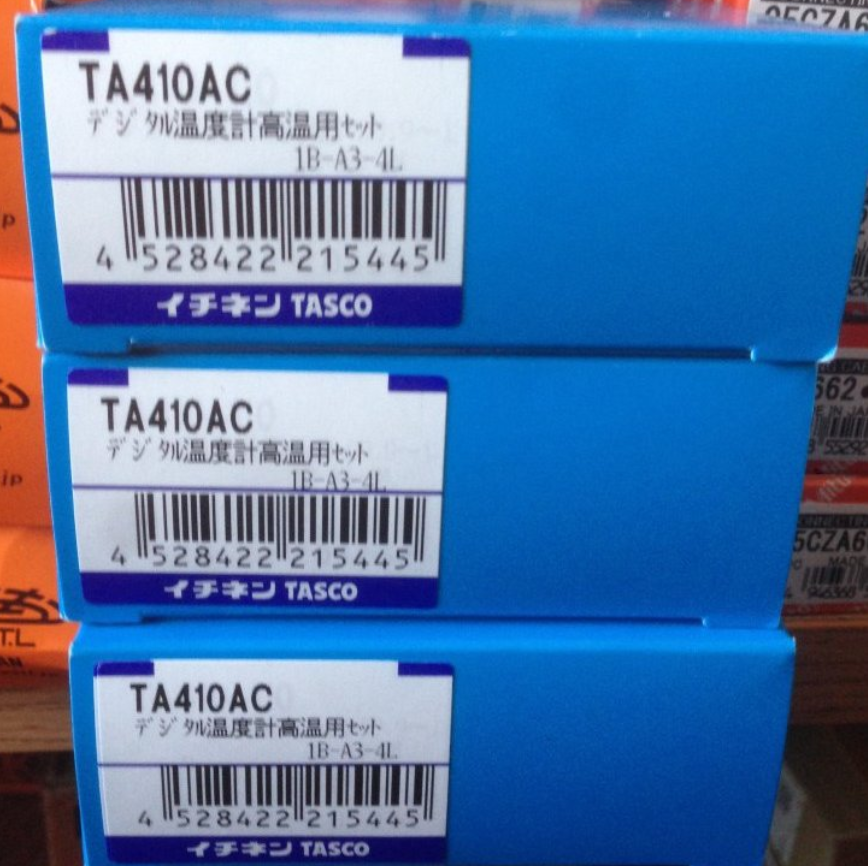 TA410AC
デジタル温度計高温用セット
1B-A3-4L
4 528422 215445
イチネン TASCO
TA410AC
デジタル温度計高温用セット
1B-A3-4L
4 528422 215445
イチネン TASCO
TA410AC
デジタル温度計高温用セット
1B-A3-4L
4 528422 215445
イチネン TASCO
662
5CZA6
MADE
T.L